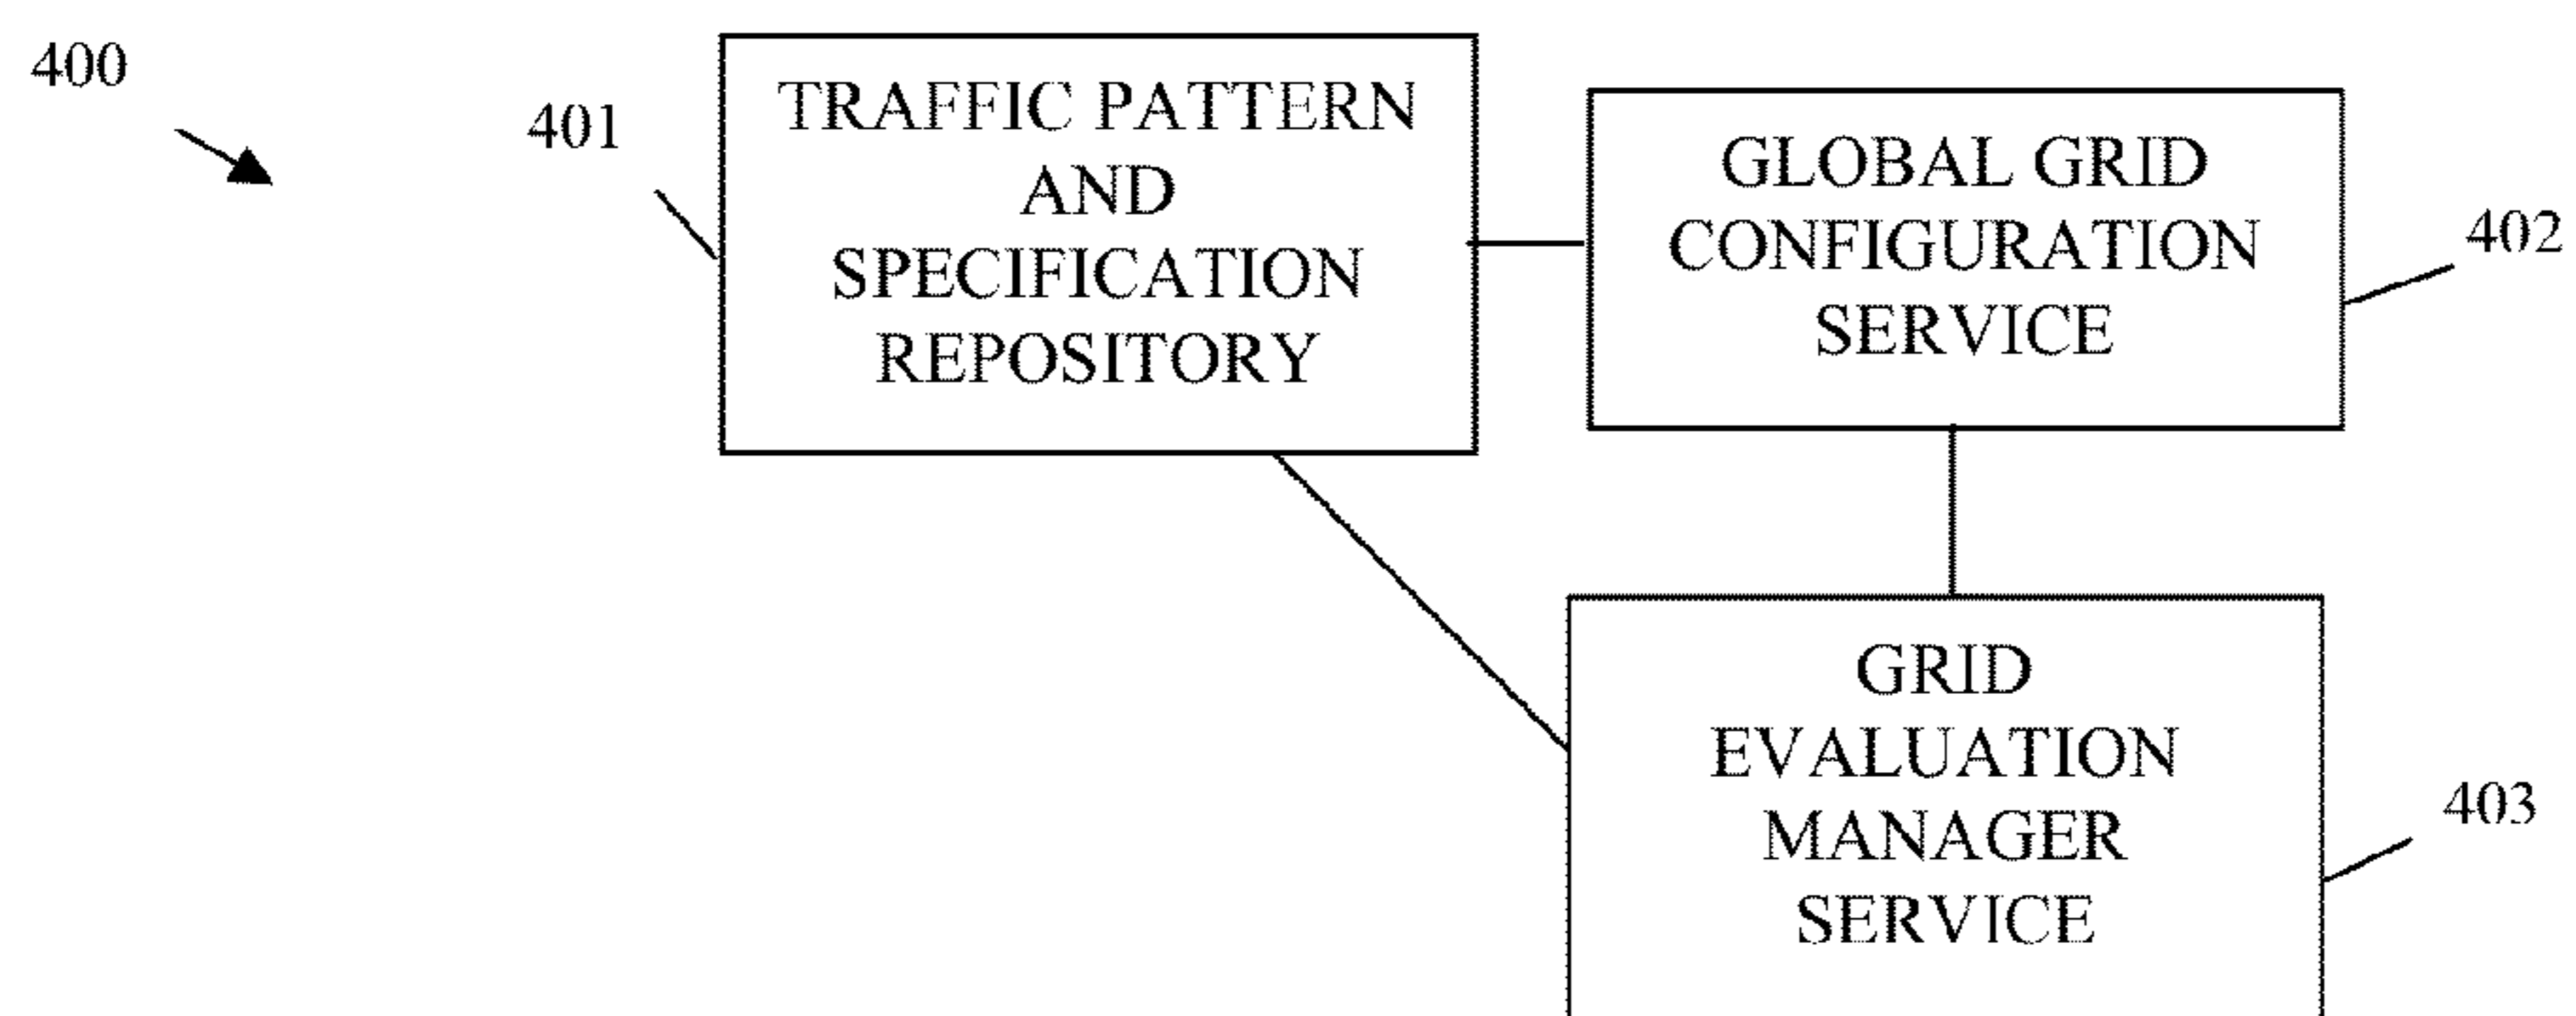 400
401
TRAFFIC PATTERN
AND
SPECIFICATION
REPOSITORY
GLOBAL GRID
CONFIGURATION
SERVICE
402
GRID
EVALUATION
MANAGER
SERVICE
403